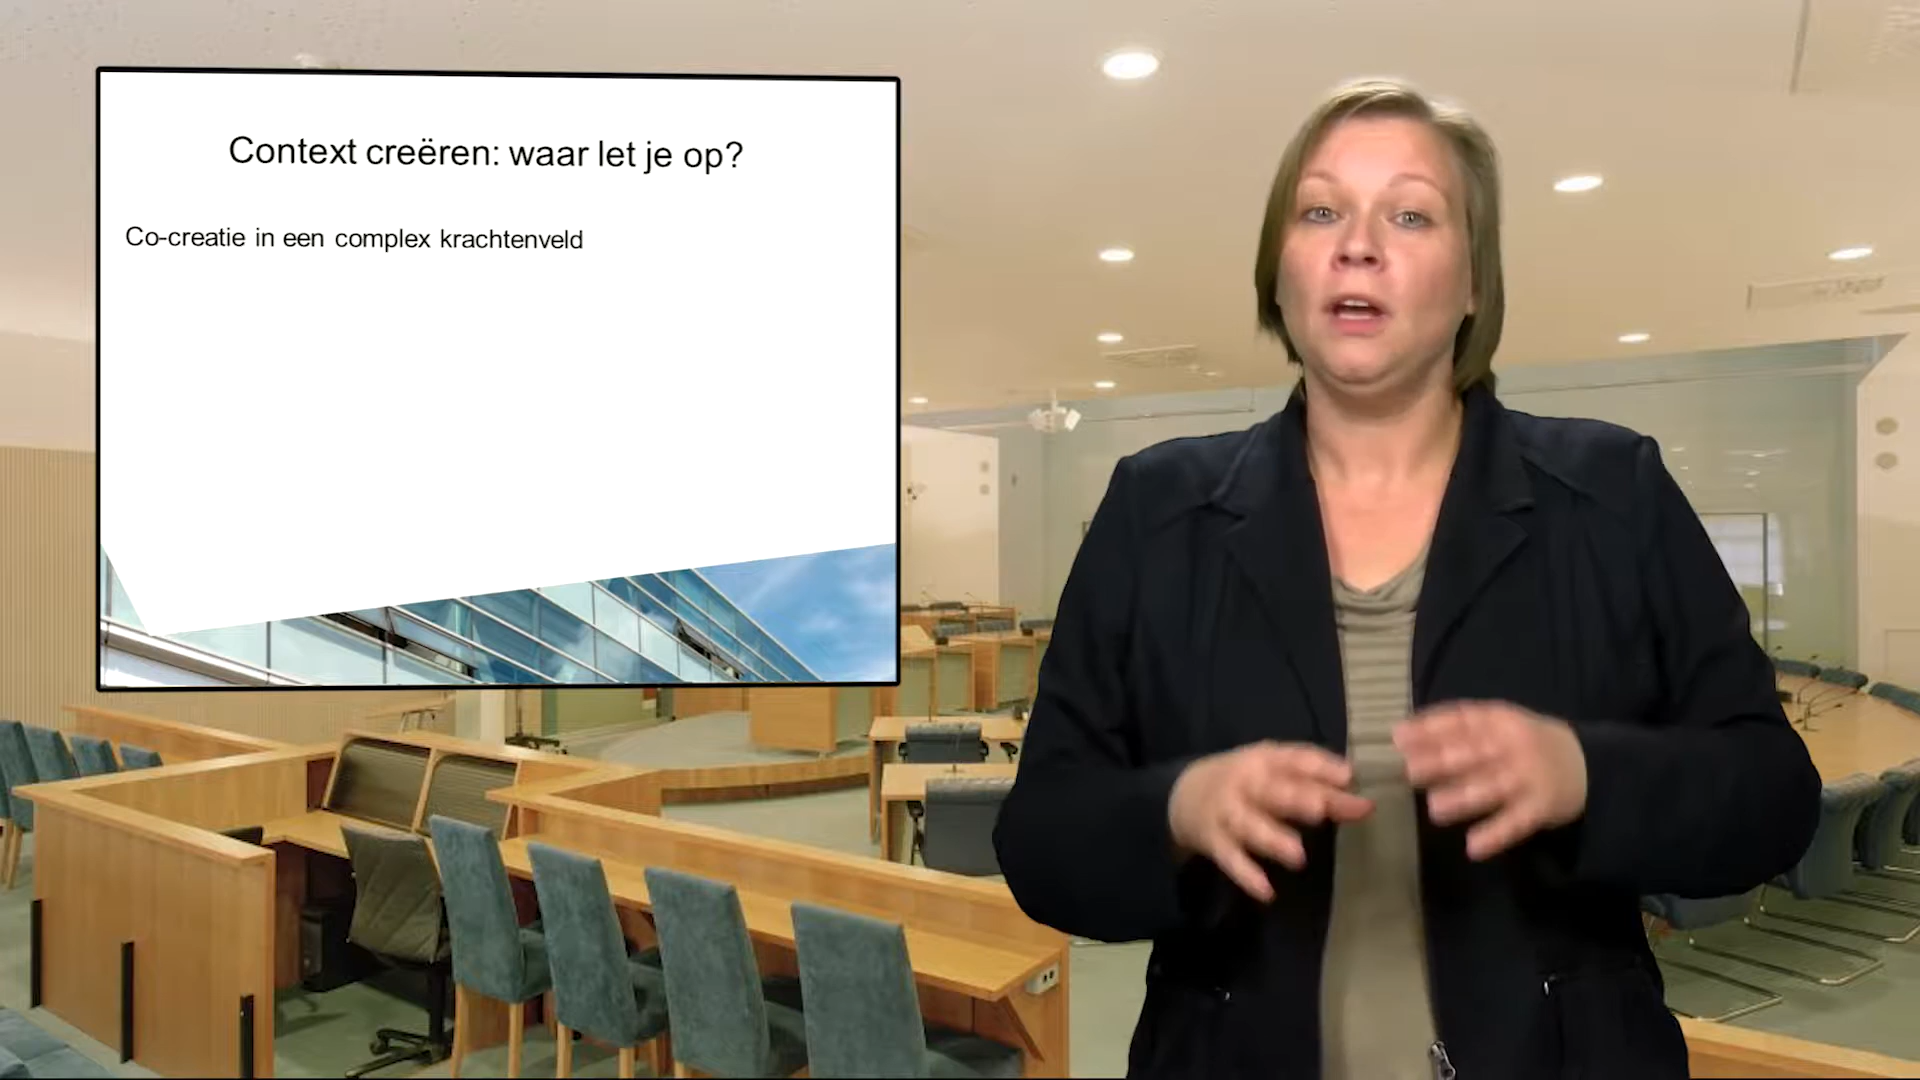 Context creëren: waar let je op?
Co-creatie in een complex krachtenveld